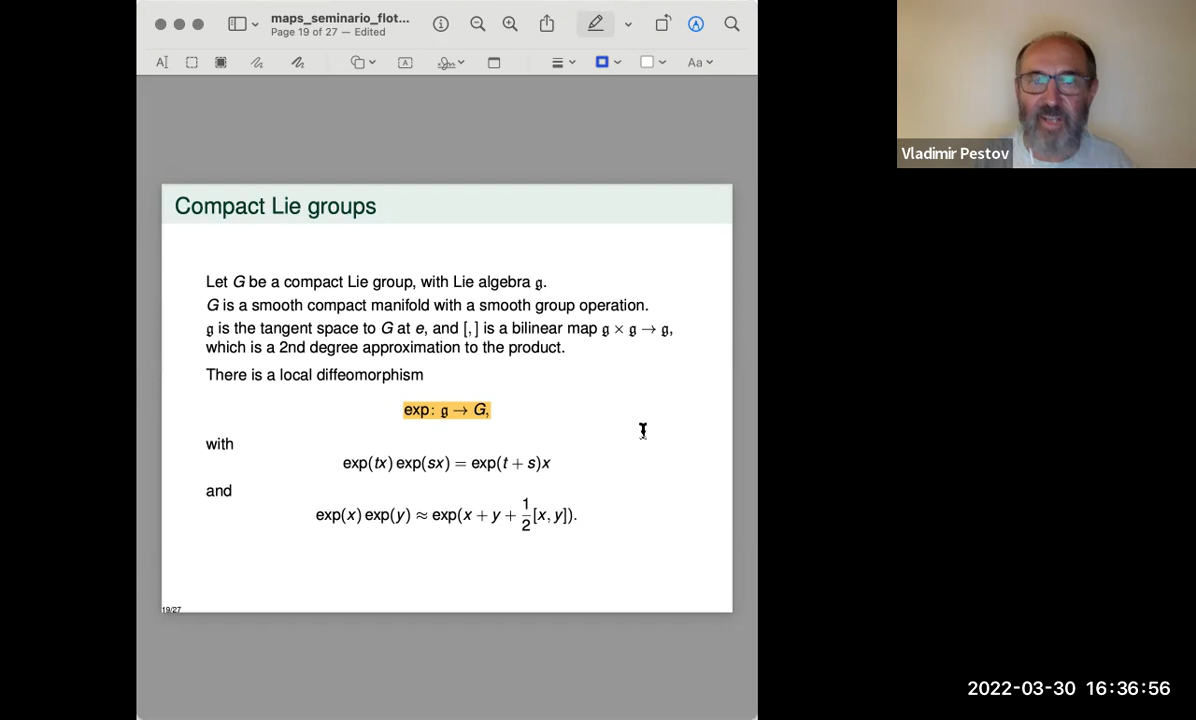 maps_seminario_flot...
Page 19 of 27 — Edited
Aa
Vladimir Pestov
Compact Lie groups
Let G be a compact Lie group, with Lie algebra 𝔤.
G is a smooth compact manifold with a smooth group operation.
𝔤 is the tangent space to G at e, and [,] is a bilinear map 𝔤 × 𝔤 → 𝔤,
which is a 2nd degree approximation to the product.
There is a local diffeomorphism
exp: 𝔤 → G,
with
exp(tx) exp(sx) = exp(t + s)x
and
exp(x) exp(y) ≈ exp(x + y + 1/2[x, y]).
19/27
2022-03-30 16:36:56